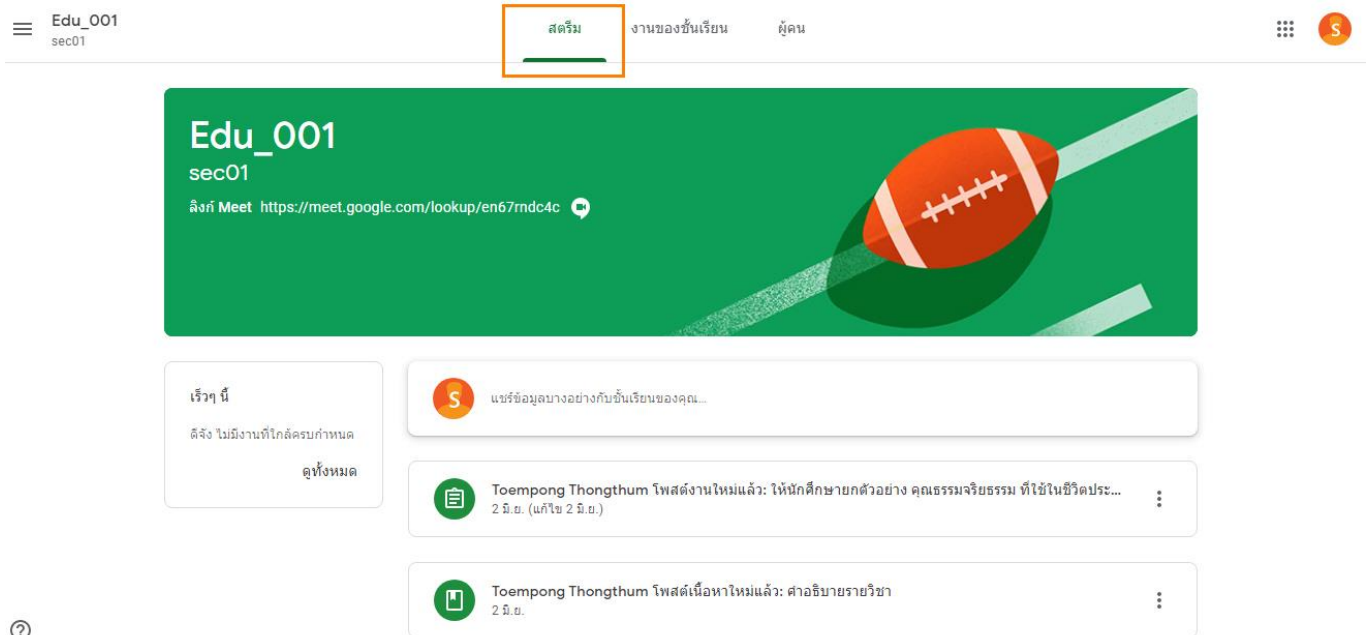 Edu_001
sec01
สตรีม
งานของชั้นเรียน
ผู้คน
S
Edu_001
sec01
ลิงก์ Meet https://meet.google.com/lookup/en67rndc4c
เร็วๆ นี้
ดีจัง ไม่มีงานที่ใกล้ครบกำหนด
ดูทั้งหมด
S
แชร์ข้อมูลบางอย่างกับชั้นเรียนของคุณ...
Toempong Thongthum โพสต์งานใหม่แล้ว: ให้นักศึกษายกตัวอย่าง คุณธรรมจริยธรรม ที่ใช้ในชีวิตประ...
2 มิ.ย. (แก้ไข 2 มิ.ย.)
Toempong Thongthum โพสต์เนื้อหาใหม่แล้ว: คำอธิบายรายวิชา
2 มิ.ย.